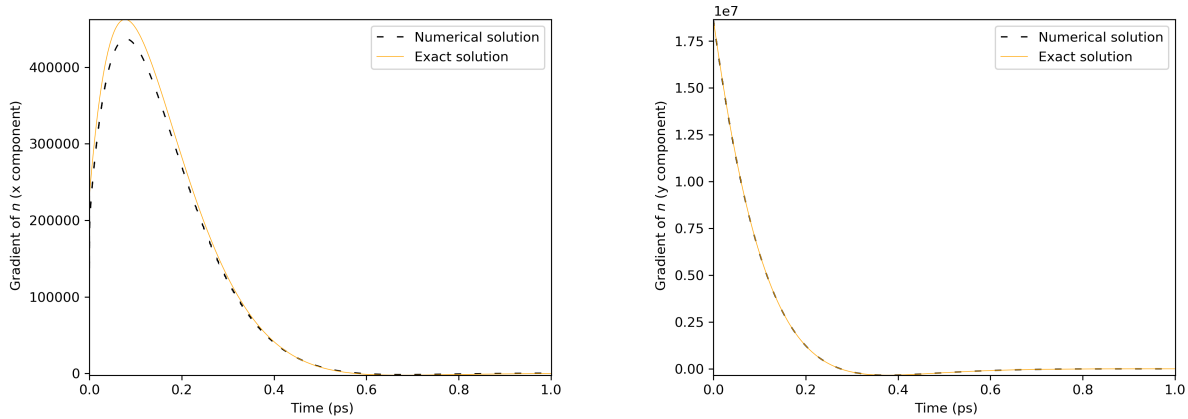 Gradient of n (x component)
400000
300000
200000
100000
0
0.0 0.2 0.4 0.6 0.8 1.0
Time (ps)
Numerical solution
Exact solution
1e7
Gradient of n (y component)
1.75
1.50
1.25
1.00
0.75
0.50
0.25
0.00
0.0 0.2 0.4 0.6 0.8 1.0
Time (ps)
Numerical solution
Exact solution